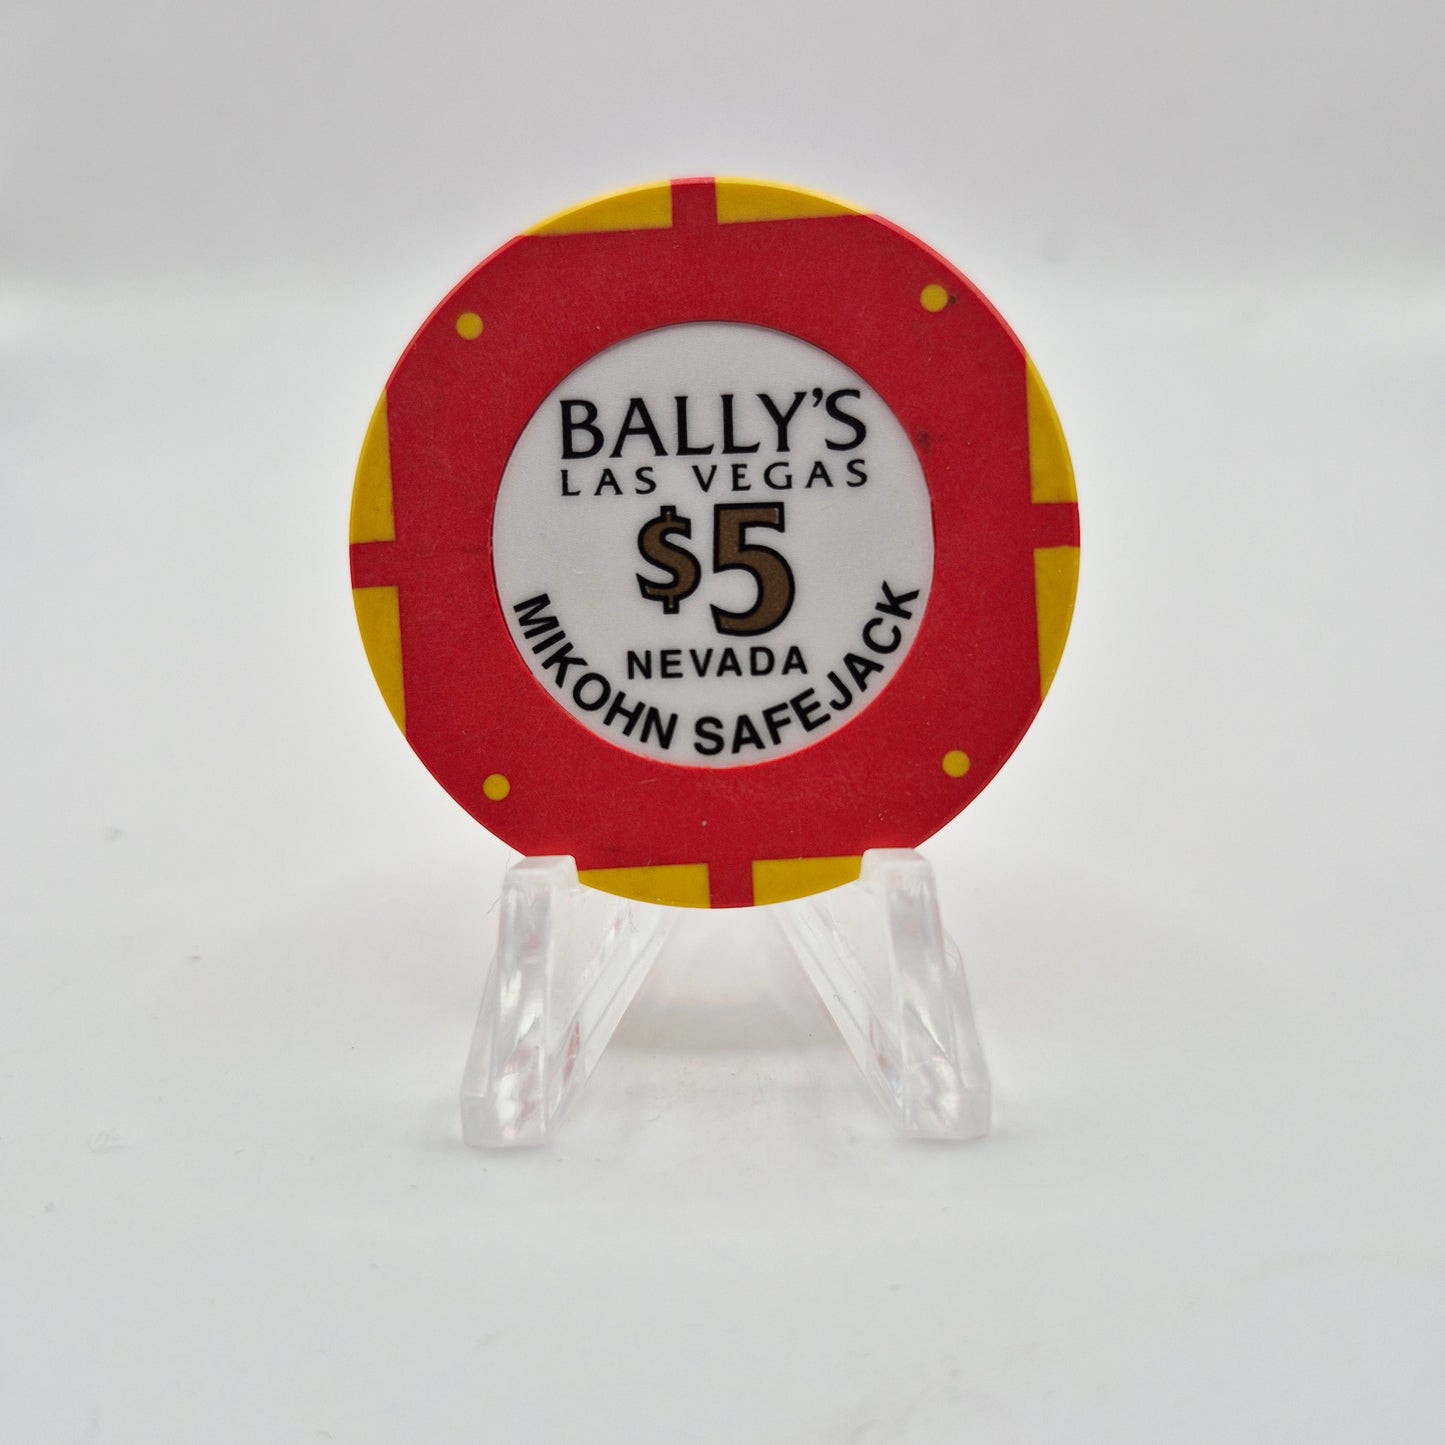 BALLY'S
LAS VEGAS
$5
NEVADA
MIKOHN SAFEJACK